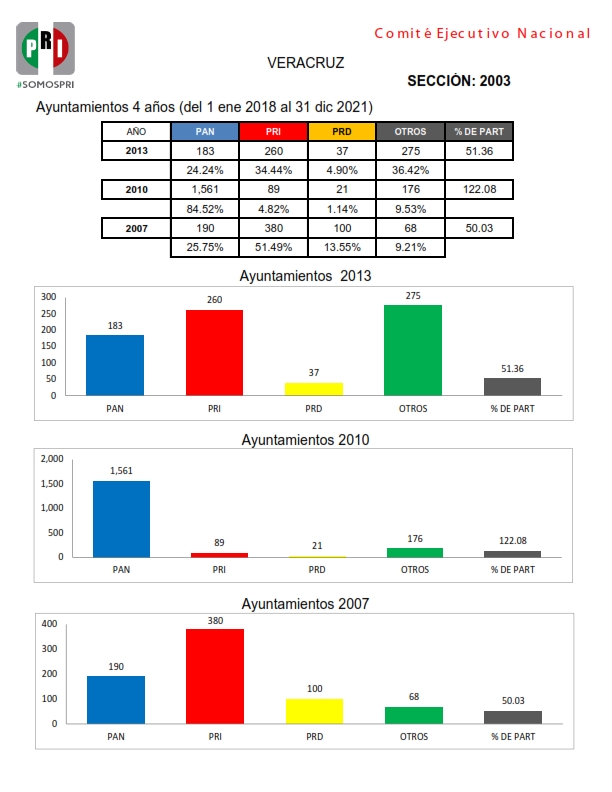 Comité Ejecutivo Nacional
PRI
#SOMOSPRI
VERACRUZ
SECCIÓN: 2003
Ayuntamientos 4 años (del 1 ene 2018 al 31 dic 2021)
AÑO PAN PRI PRD OTROS % DE PART
2013 183 260 37 275 51.36
24.24% 34.44% 4.90% 36.42%
2010 1,561 89 21 176 122.08
84.52% 4.82% 1.14% 9.53%
2007 190 380 100 68 50.03
25.75% 51.49% 13.55% 9.21%
Ayuntamientos 2013
300
250
200
150
100
50
0
183 260 37 275 51.36
PAN PRI PRD OTROS % DE PART
Ayuntamientos 2010
2,000
1,500
1,000
500
0
1,561 89 21 176 122.08
PAN PRI PRD OTROS % DE PART
Ayuntamientos 2007
400
300
200
100
0
190 380 100 68 50.03
PAN PRI PRD OTROS % DE PART